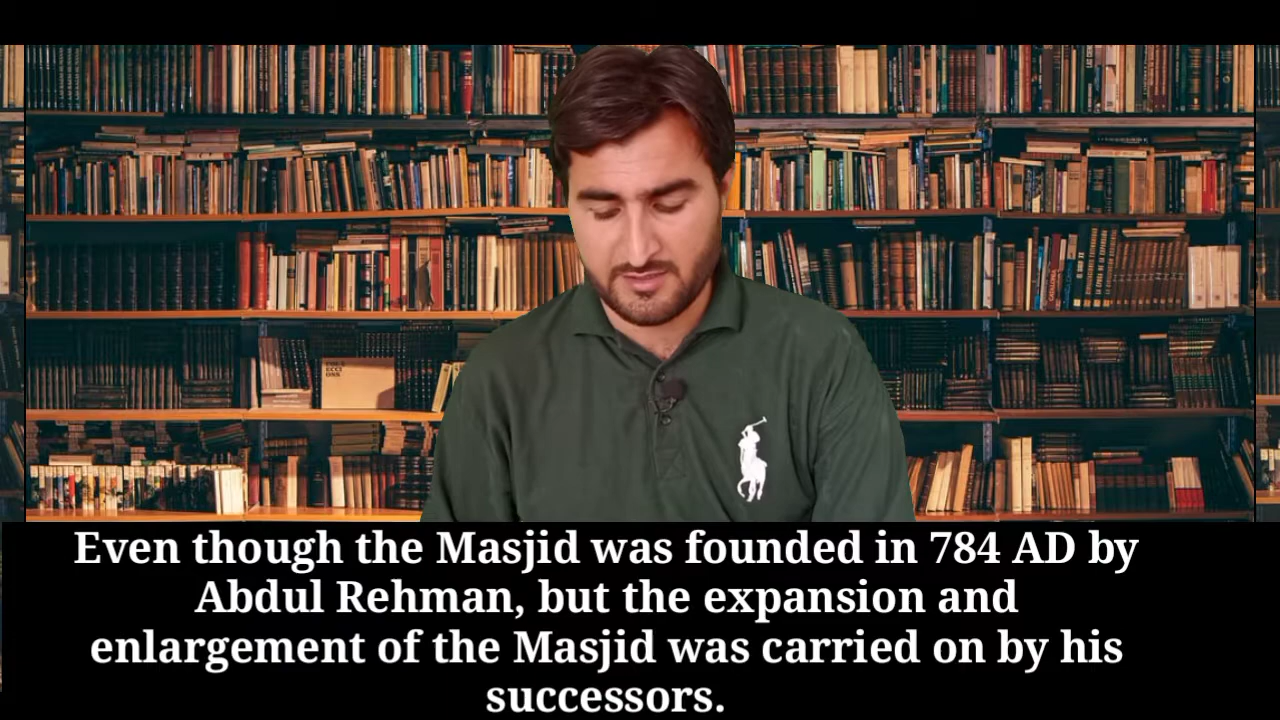 Even though the Masjid was founded in 784 AD by
Abdul Rehman, but the expansion and
enlargement of the Masjid was carried on by his
successors.